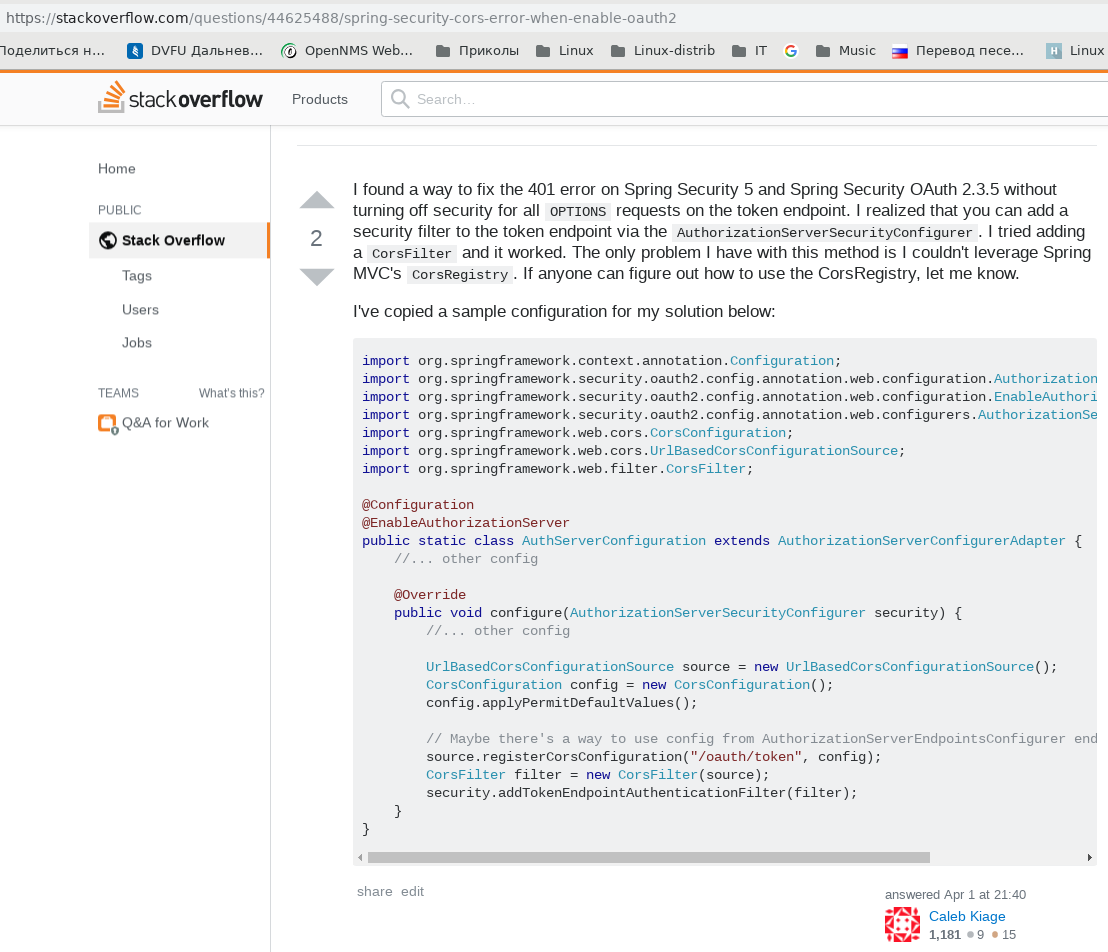 https://stackoverflow.com/questions/44625488/spring-security-cors-error-when-enable-oauth2
Поделиться н... DVFU Дальнев... OpenNMS Web... Приколы Linux Linux-distrib IT Music Перевод песе... Linux
stackoverflow Products Search...
Home
PUBLIC
Stack Overflow
Tags
Users
Jobs
TEAMS What's this?
Q&A for Work
2
I found a way to fix the 401 error on Spring Security 5 and Spring Security OAuth 2.3.5 without
turning off security for all OPTIONS requests on the token endpoint. I realized that you can add a
security filter to the token endpoint via the AuthorizationServerSecurityConfigurer. I tried adding
a CorsFilter and it worked. The only problem I have with this method is I couldn't leverage Spring
MVC's CorsRegistry. If anyone can figure out how to use the CorsRegistry, let me know.
I've copied a sample configuration for my solution below:
import org.springframework.context.annotation.Configuration;
import org.springframework.security.oauth2.config.annotation.web.configuration.Authorization
import org.springframework.security.oauth2.config.annotation.web.configuration.EnableAuthori
import org.springframework.security.oauth2.config.annotation.web.configurers.AuthorizationSe
import org.springframework.web.cors.CorsConfiguration;
import org.springframework.web.cors.UrlBasedCorsConfigurationSource;
import org.springframework.web.filter.CorsFilter;
@Configuration
@EnableAuthorizationServer
public static class AuthServerConfiguration extends AuthorizationServerConfigurerAdapter {
//... other config
@Override
public void configure(AuthorizationServerSecurityConfigurer security) {
//... other config
UrlBasedCorsConfigurationSource source = new UrlBasedCorsConfigurationSource();
CorsConfiguration config = new CorsConfiguration();
config.applyPermitDefaultValues();
// Maybe there's a way to use config from AuthorizationServerEndpointsConfigurer end
source.registerCorsConfiguration("/oauth/token", config);
CorsFilter filter = new CorsFilter(source);
security.addTokenEndpointAuthenticationFilter(filter);
}
}
share edit
answered Apr 1 at 21:40
Caleb Kiage
1,181 9 15